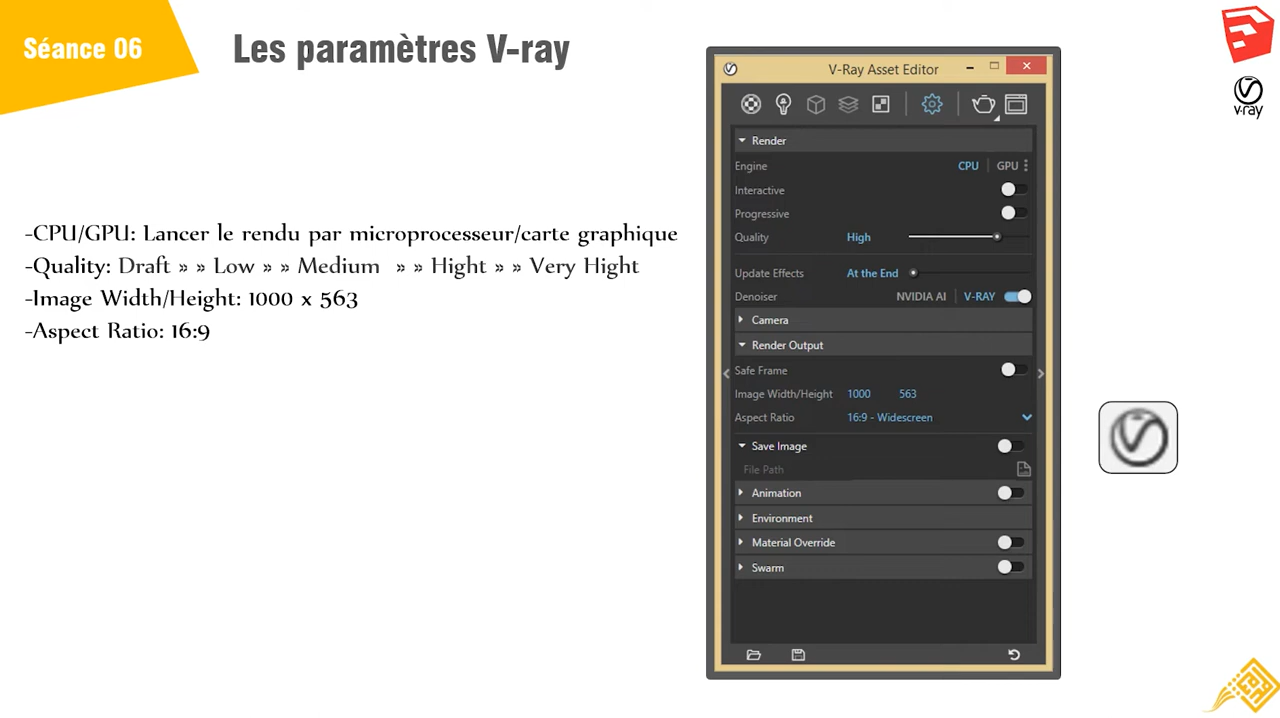 Séance 06
Les paramètres V-ray
-CPU/GPU: Lancer le rendu par microprocesseur/carte graphique
-Quality: Draft » » Low » » Medium » » Hight » » Very Hight
-Image Width/Height: 1000 x 563
-Aspect Ratio: 16:9
V-Ray Asset Editor
Render
Engine CPU GPU
Interactive
Progressive
Quality High
Update Effects At the End
Denoiser NVIDIA AI V-RAY
Camera
Render Output
Safe Frame
Image Width/Height 1000 563
Aspect Ratio 16:9 - Widescreen
Save Image
File Path
Animation
Environment
Material Override
Swarm
v·ray